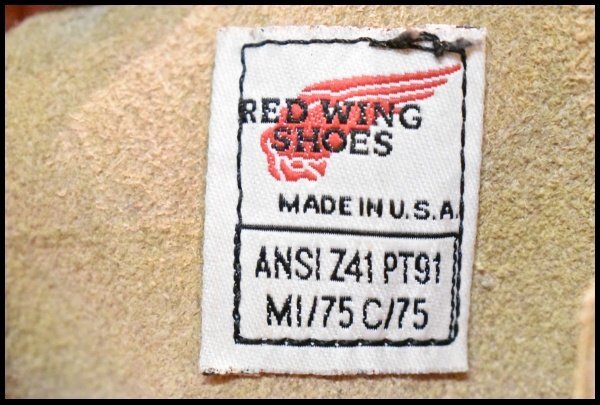 RED WING
SHOES
MADE IN U.S.A.
ANSI Z41 PT91
MI/75 C/75